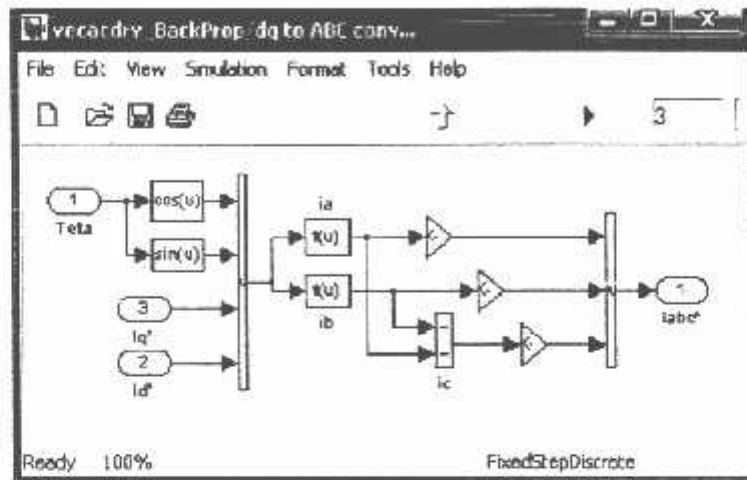 vecardry_BackProp/dq to ABC conv...
File Edit View Simulation Format Tools Help
3
1
Teta
cos(u)
sin(u)
3
Iq*
2
Id*
ia
f(u)
f(u)
ib
ic
1
Iabc*
Ready 100% FixedStepDiscrete